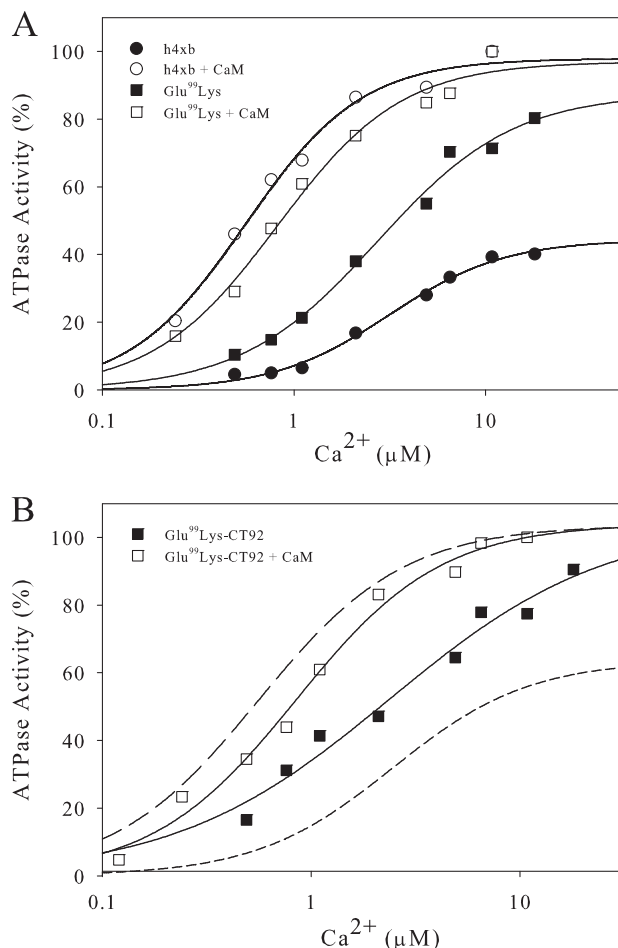 A
h4xb
h4xb + CaM
Glu⁹⁹Lys
Glu⁹⁹Lys + CaM
100
80
60
40
20
0
ATPase Activity (%)
0.1 1 10
Ca²⁺ (μM)
B
Glu⁹⁹Lys-CT92
Glu⁹⁹Lys-CT92 + CaM
100
80
60
40
20
0
ATPase Activity (%)
0.1 1 10
Ca²⁺ (μM)